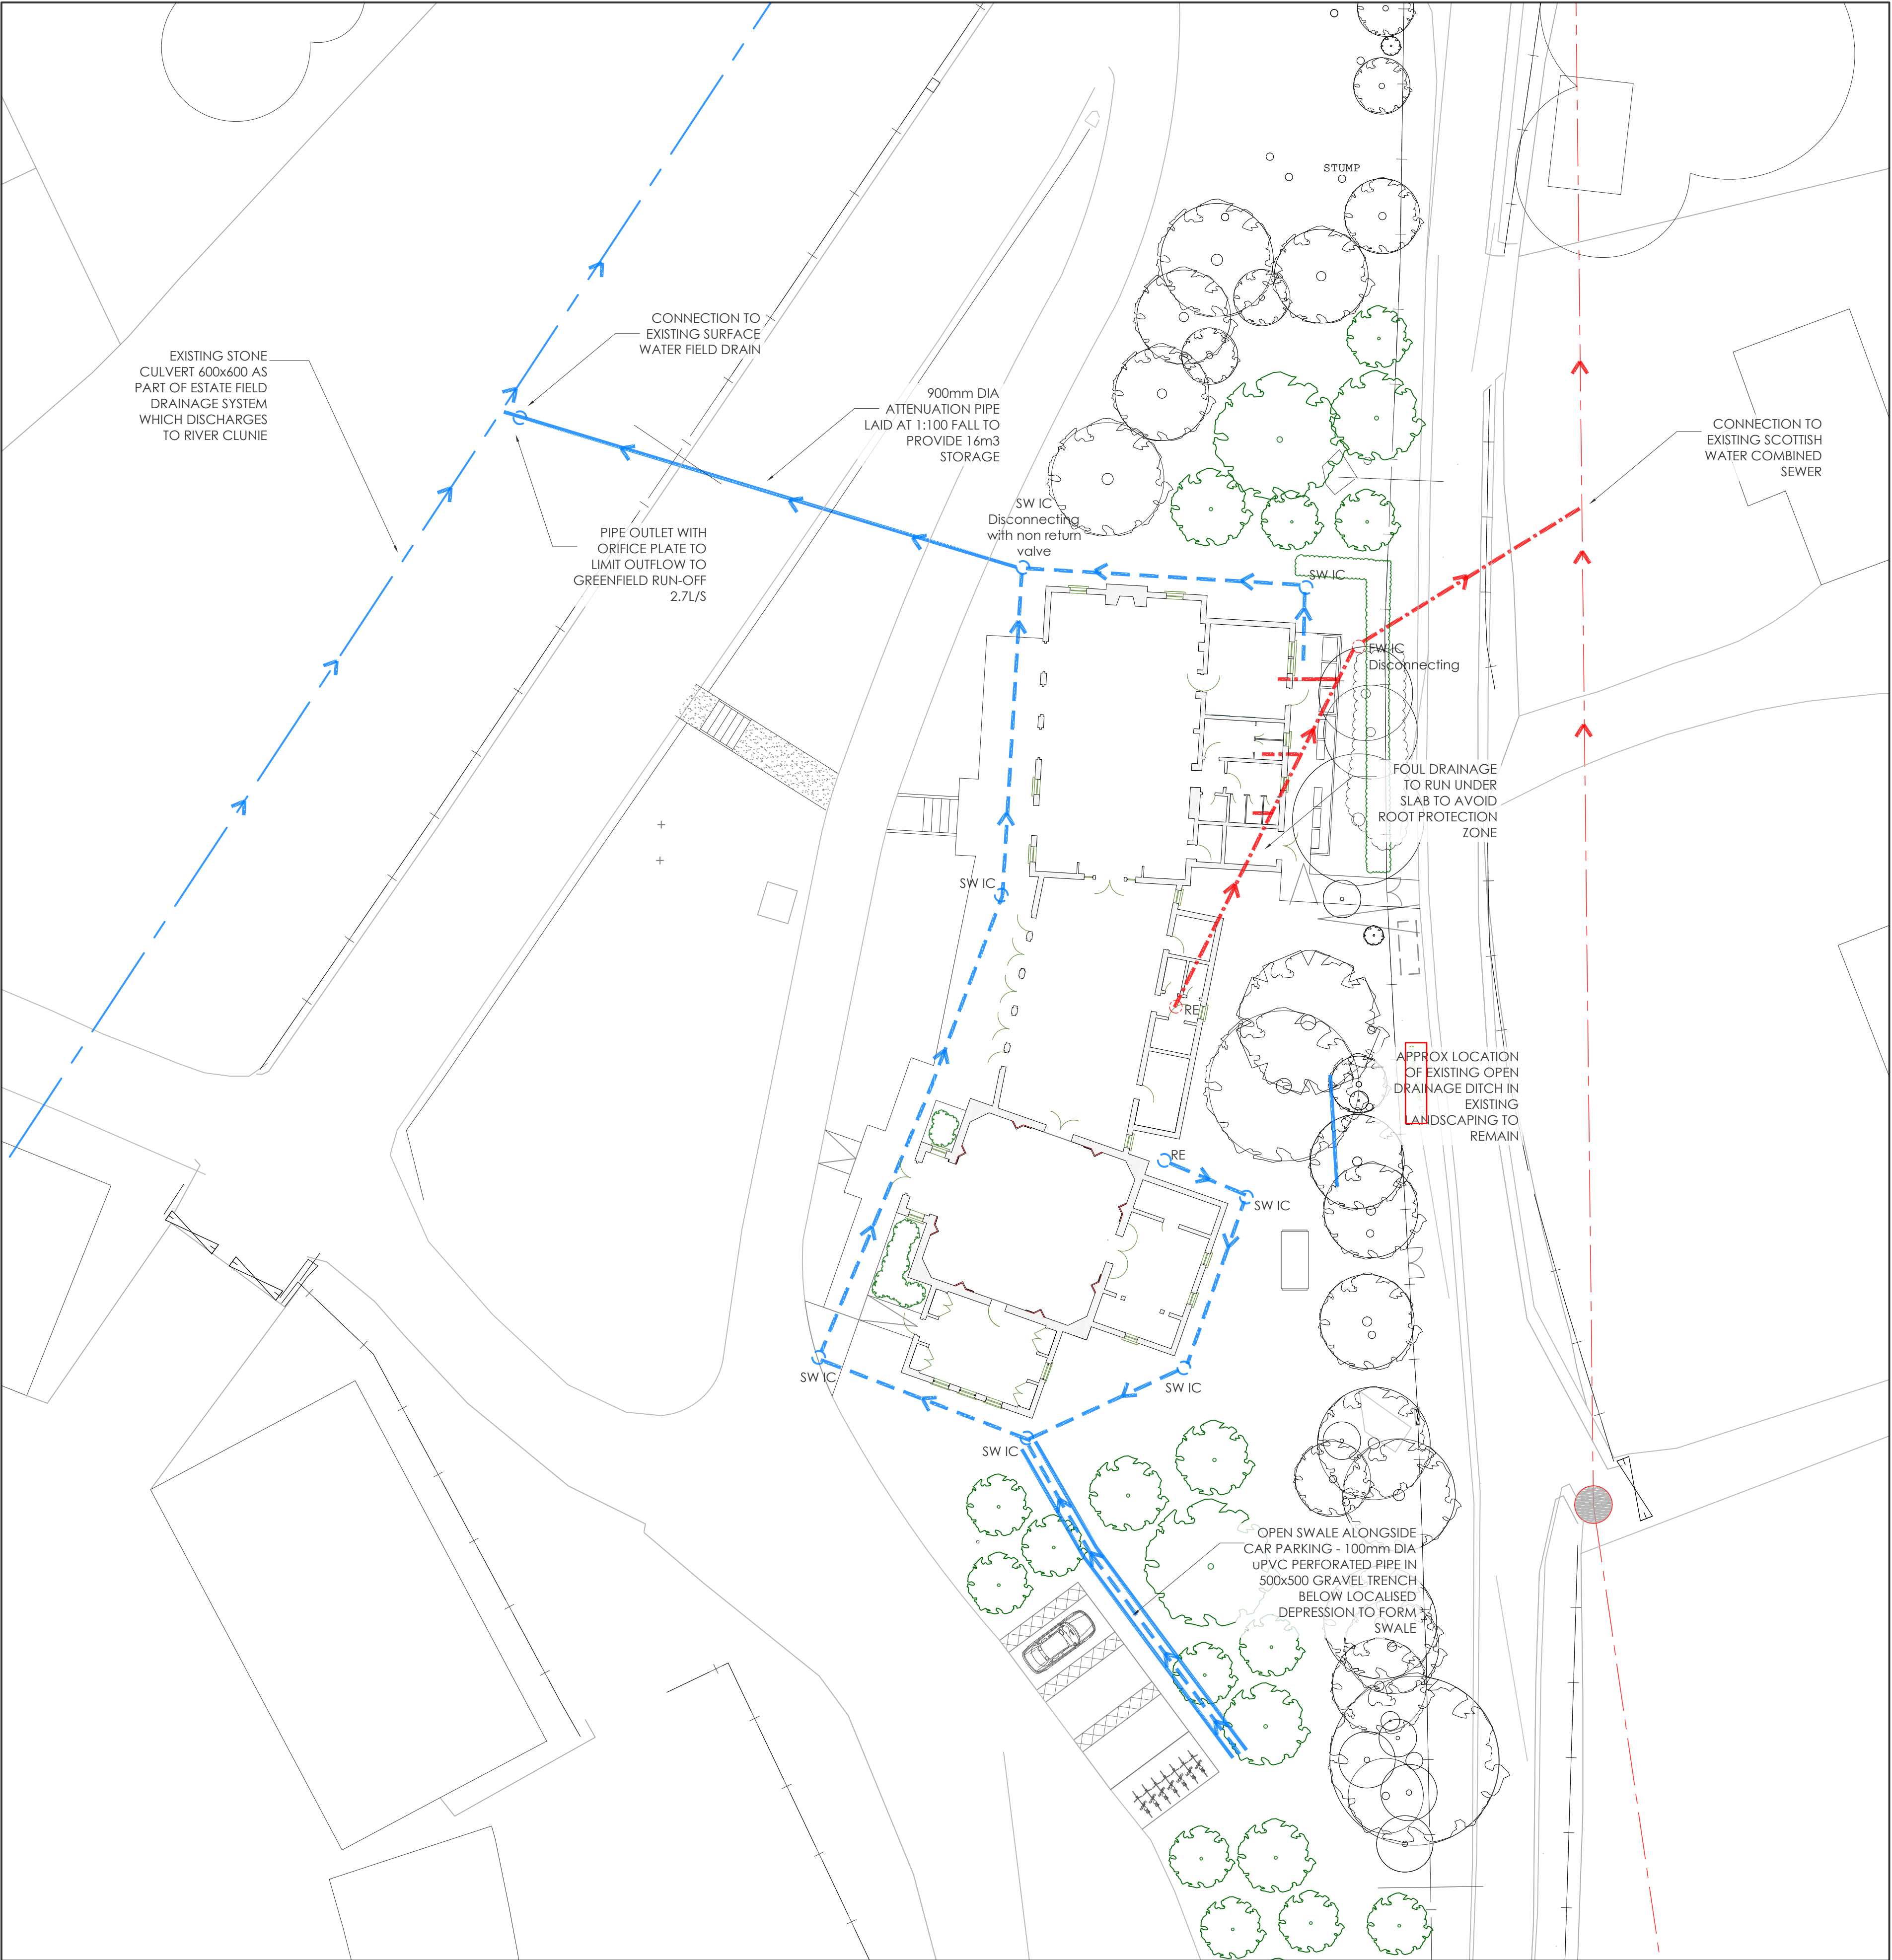 STUMP
CONNECTION TO
EXISTING SURFACE
WATER FIELD DRAIN
EXISTING STONE
CULVERT 600x600 AS
PART OF ESTATE FIELD
DRAINAGE SYSTEM
WHICH DISCHARGES
TO RIVER CLUNIE
900mm DIA
ATTENUATION PIPE
LAID AT 1:100 FALL TO
PROVIDE 16m3
STORAGE
CONNECTION TO
EXISTING SCOTTISH
WATER COMBINED
SEWER
SW IC
Disconnecting
with non return
valve
PIPE OUTLET WITH
ORIFICE PLATE TO
LIMIT OUTFLOW TO
GREENFIELD RUN-OFF
2.7L/S
SW IC
FW IC
Disconnecting
FOUL DRAINAGE
TO RUN UNDER
SLAB TO AVOID
ROOT PROTECTION
ZONE
SW IC
RE
APPROX LOCATION
OF EXISTING OPEN
DRAINAGE DITCH IN
EXISTING
LANDSCAPING TO
REMAIN
RE
SW IC
SW IC
SW IC
SW IC
OPEN SWALE ALONGSIDE
CAR PARKING - 100mm DIA
uPVC PERFORATED PIPE IN
500x500 GRAVEL TRENCH
BELOW LOCALISED
DEPRESSION TO FORM
SWALE